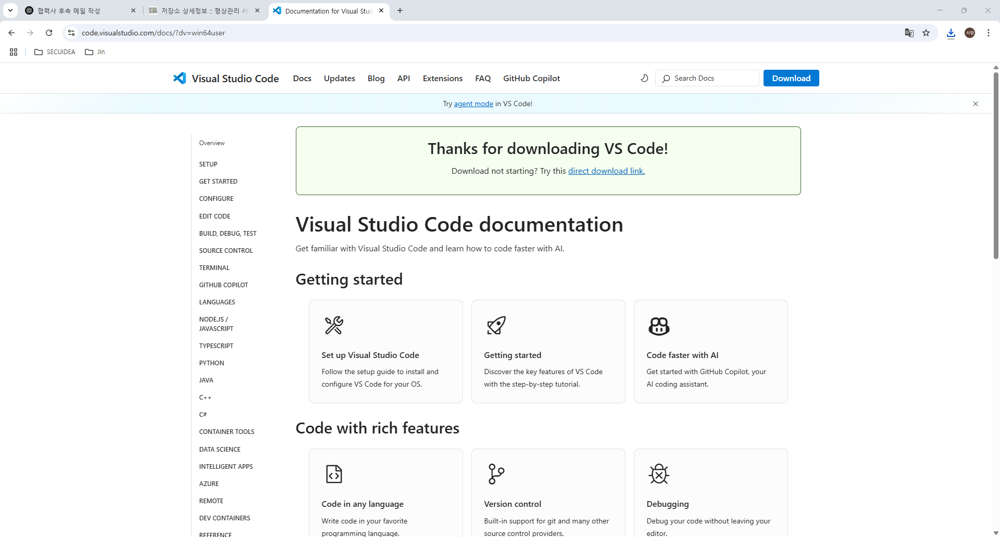 협력사 후속 메일 작성
저장소 상세정보 :: 형상관리 서
Documentation for Visual Stud
code.visualstudio.com/docs/?dv=win64user
서형
SECUiDEA
Jin
Visual Studio Code
Docs
Updates
Blog
API
Extensions
FAQ
GitHub Copilot
Search Docs
Download
Try agent mode in VS Code!
Overview
SETUP
GET STARTED
CONFIGURE
EDIT CODE
BUILD, DEBUG, TEST
SOURCE CONTROL
TERMINAL
GITHUB COPILOT
LANGUAGES
NODE.JS /
JAVASCRIPT
TYPESCRIPT
PYTHON
JAVA
C++
C#
CONTAINER TOOLS
DATA SCIENCE
INTELLIGENT APPS
AZURE
REMOTE
DEV CONTAINERS
REFERENCE
Thanks for downloading VS Code!
Download not starting? Try this direct download link.
Visual Studio Code documentation
Get familiar with Visual Studio Code and learn how to code faster with AI.
Getting started
Set up Visual Studio Code
Follow the setup guide to install and
configure VS Code for your OS.
Getting started
Discover the key features of VS Code
with the step-by-step tutorial.
Code faster with AI
Get started with GitHub Copilot, your
AI coding assistant.
Code with rich features
Code in any language
Write code in your favorite
programming language.
Version control
Built-in support for git and many other
source control providers.
Debugging
Debug your code without leaving your
editor.